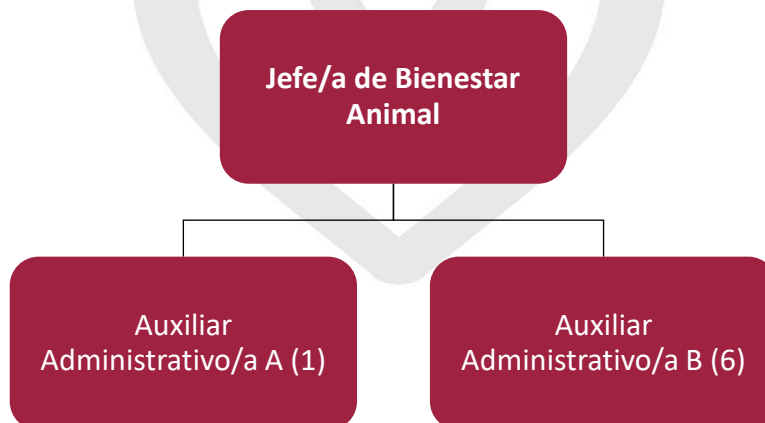 Jefe/a de Bienestar
Animal
Auxiliar
Administrativo/a A (1)
Auxiliar
Administrativo/a B (6)